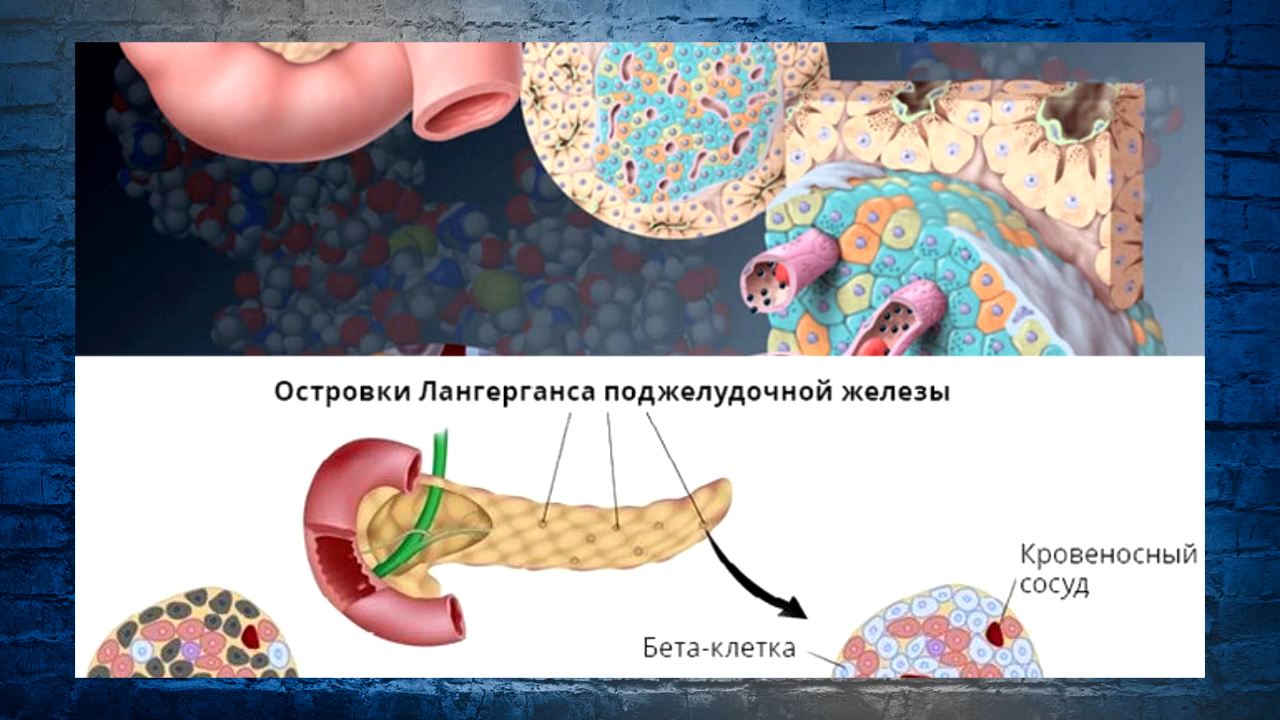 Островки Лангерганса поджелудочной железы
Кровеносный
сосуд
Бета-клетка